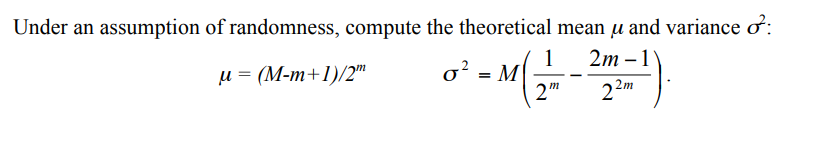 Under an assumption of randomness, compute the theoretical mean μ and variance σ²:
μ = (M-m+1)/2^m    σ² = M(1/2^m − (2m −1)/2^{2m}).